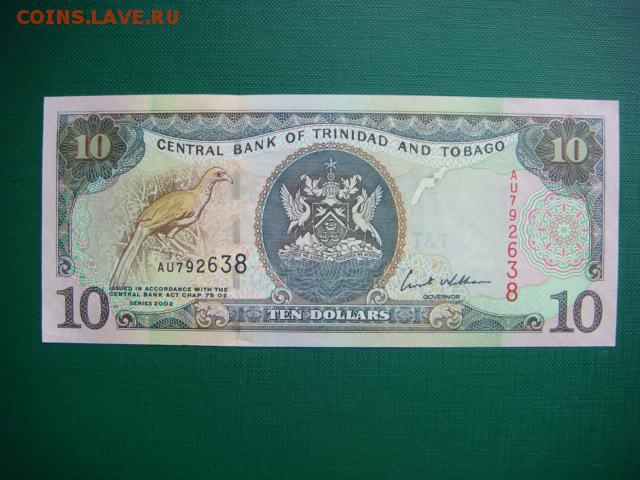 COINS.LAVE.RU
10
CENTRAL BANK OF TRINIDAD AND TOBAGO
10
AU792638
AU792638
ISSUED IN ACCORDANCE WITH THE
CENTRAL BANK ACT CHAP. 79.02
SERIES 2002
GOVERNOR
10
TEN DOLLARS
10